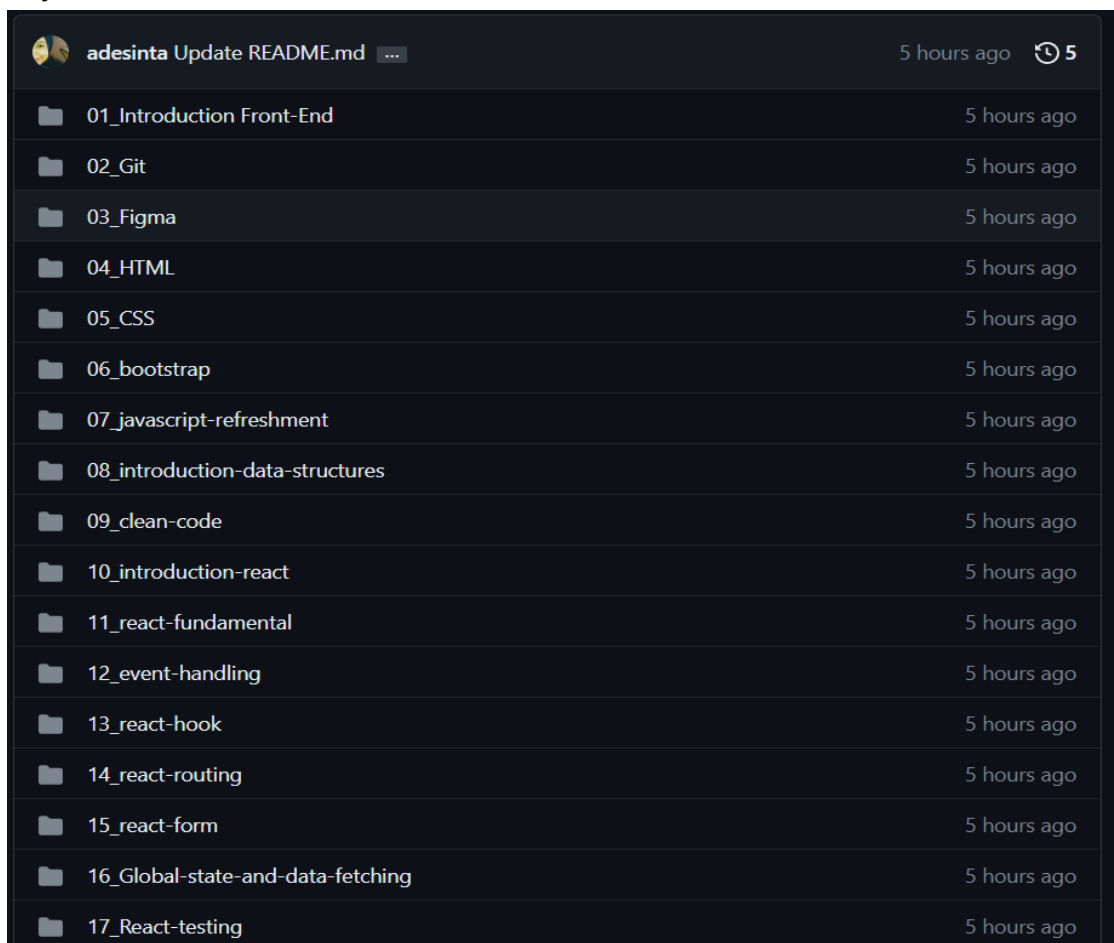 adesinta Update README.md ... 5 hours ago 5
01_Introduction Front-End 5 hours ago
02_Git 5 hours ago
03_Figma 5 hours ago
04_HTML 5 hours ago
05_CSS 5 hours ago
06_bootstrap 5 hours ago
07_javascript-refreshment 5 hours ago
08_introduction-data-structures 5 hours ago
09_clean-code 5 hours ago
10_introduction-react 5 hours ago
11_react-fundamental 5 hours ago
12_event-handling 5 hours ago
13_react-hook 5 hours ago
14_react-routing 5 hours ago
15_react-form 5 hours ago
16_Global-state-and-data-fetching 5 hours ago
17_React-testing 5 hours ago